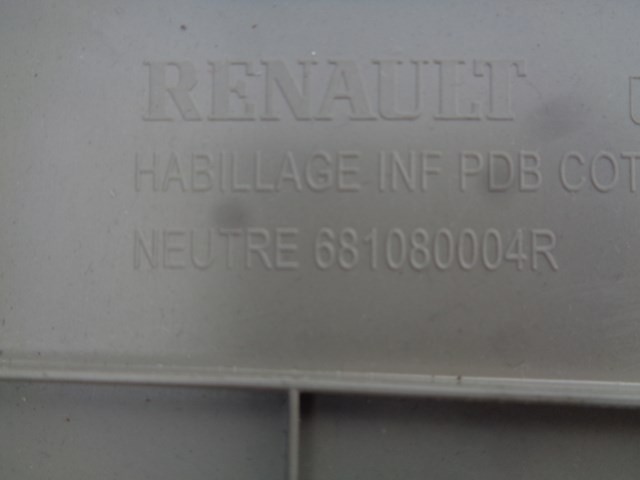 RENAULT
HABILLAGE INF PDB COT
NEUTRE 681080004R